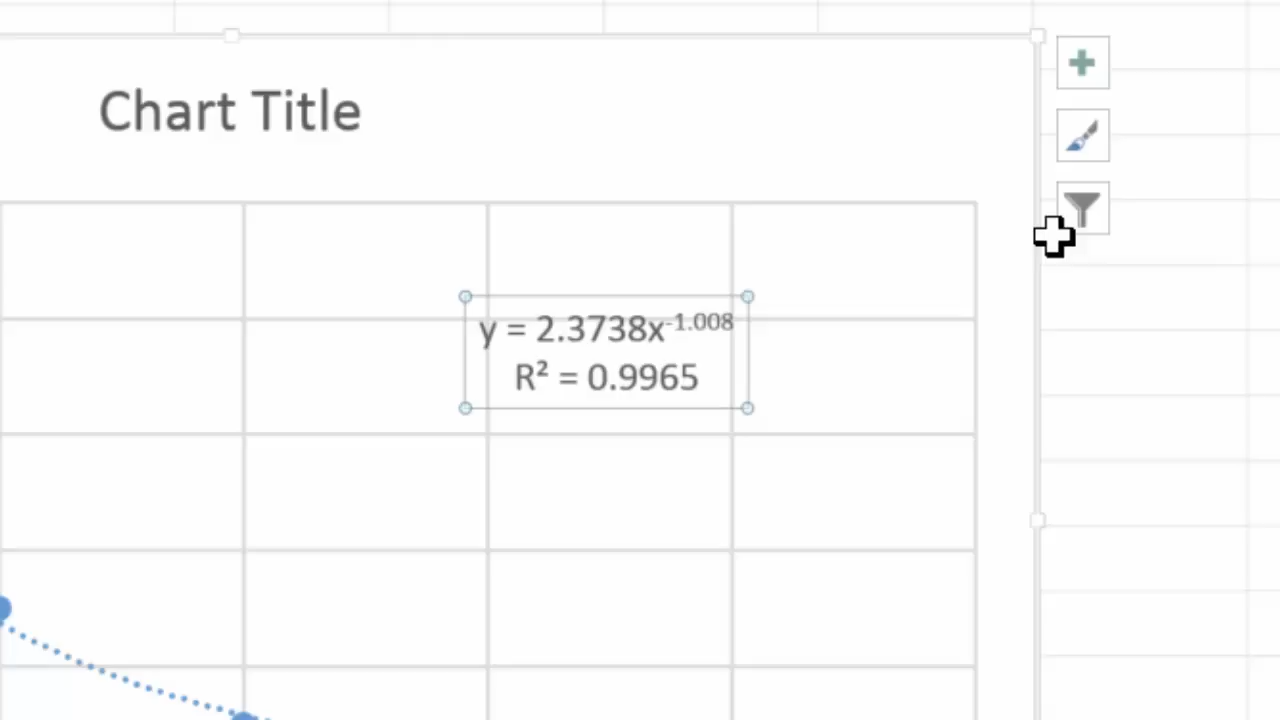 Chart Title
y = 2.3738x⁻¹·⁰⁰⁸
R² = 0.9965